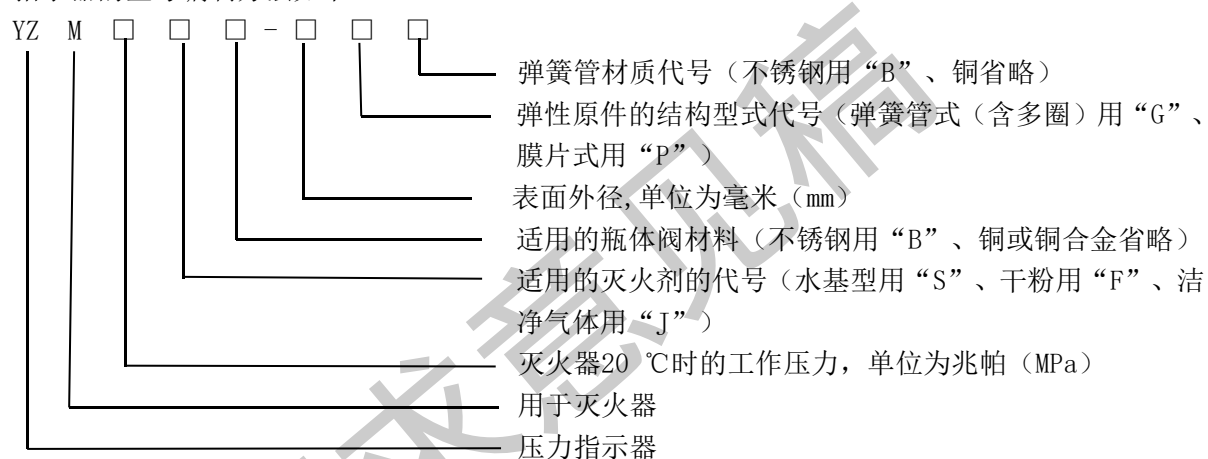 YZ M □ □ □ - □ □ □
弹簧管材质代号（不锈钢用“B”、铜省略）
弹性原件的结构型式代号（弹簧管式（含多圈）用“G”、
膜片式用“P”）
表面外径,单位为毫米（mm）
适用的瓶体阀材料（不锈钢用“B”、铜或铜合金省略）
适用的灭火剂的代号（水基型用“S”、干粉用“F”、洁
净气体用“J”）
灭火器20 ℃时的工作压力，单位为兆帕（MPa）
用于灭火器
压力指示器
求意见稿